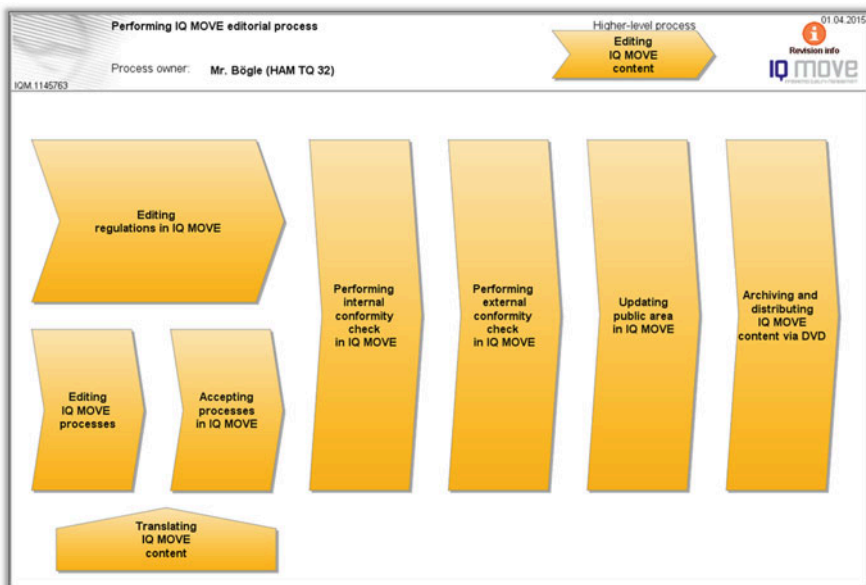 Performing IQ MOVE editorial process
Process owner: Mr. Bögle (HAM TQ 32)
IQM.1145763
Higher-level process
Editing
IQ MOVE
content
01.04.2015
Revision info
IQ move
Editing
regulations in IQ MOVE
Editing
IQ MOVE
processes
Accepting
processes
in IQ MOVE
Translating
IQ MOVE
content
Performing
internal
conformity
check
in IQ MOVE
Performing
external
conformity
check
in IQ MOVE
Updating
public area
in IQ MOVE
Archiving and
distributing
IQ MOVE
content via DVD